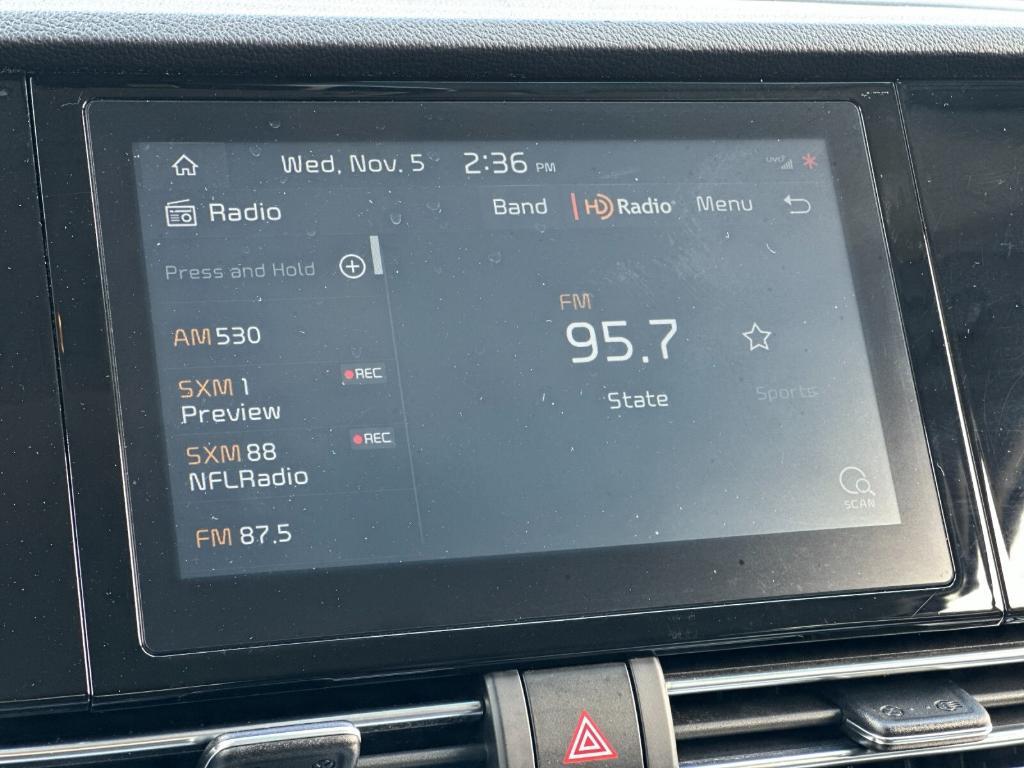 Wed, Nov. 5 2:36 PM UVO
Radio Band HD Radio Menu
Press and Hold
AM 530
SXM 1 REC
Preview
SXM 88 REC
NFLRadio
FM 87.5
FM
95.7
State Sports
SCAN